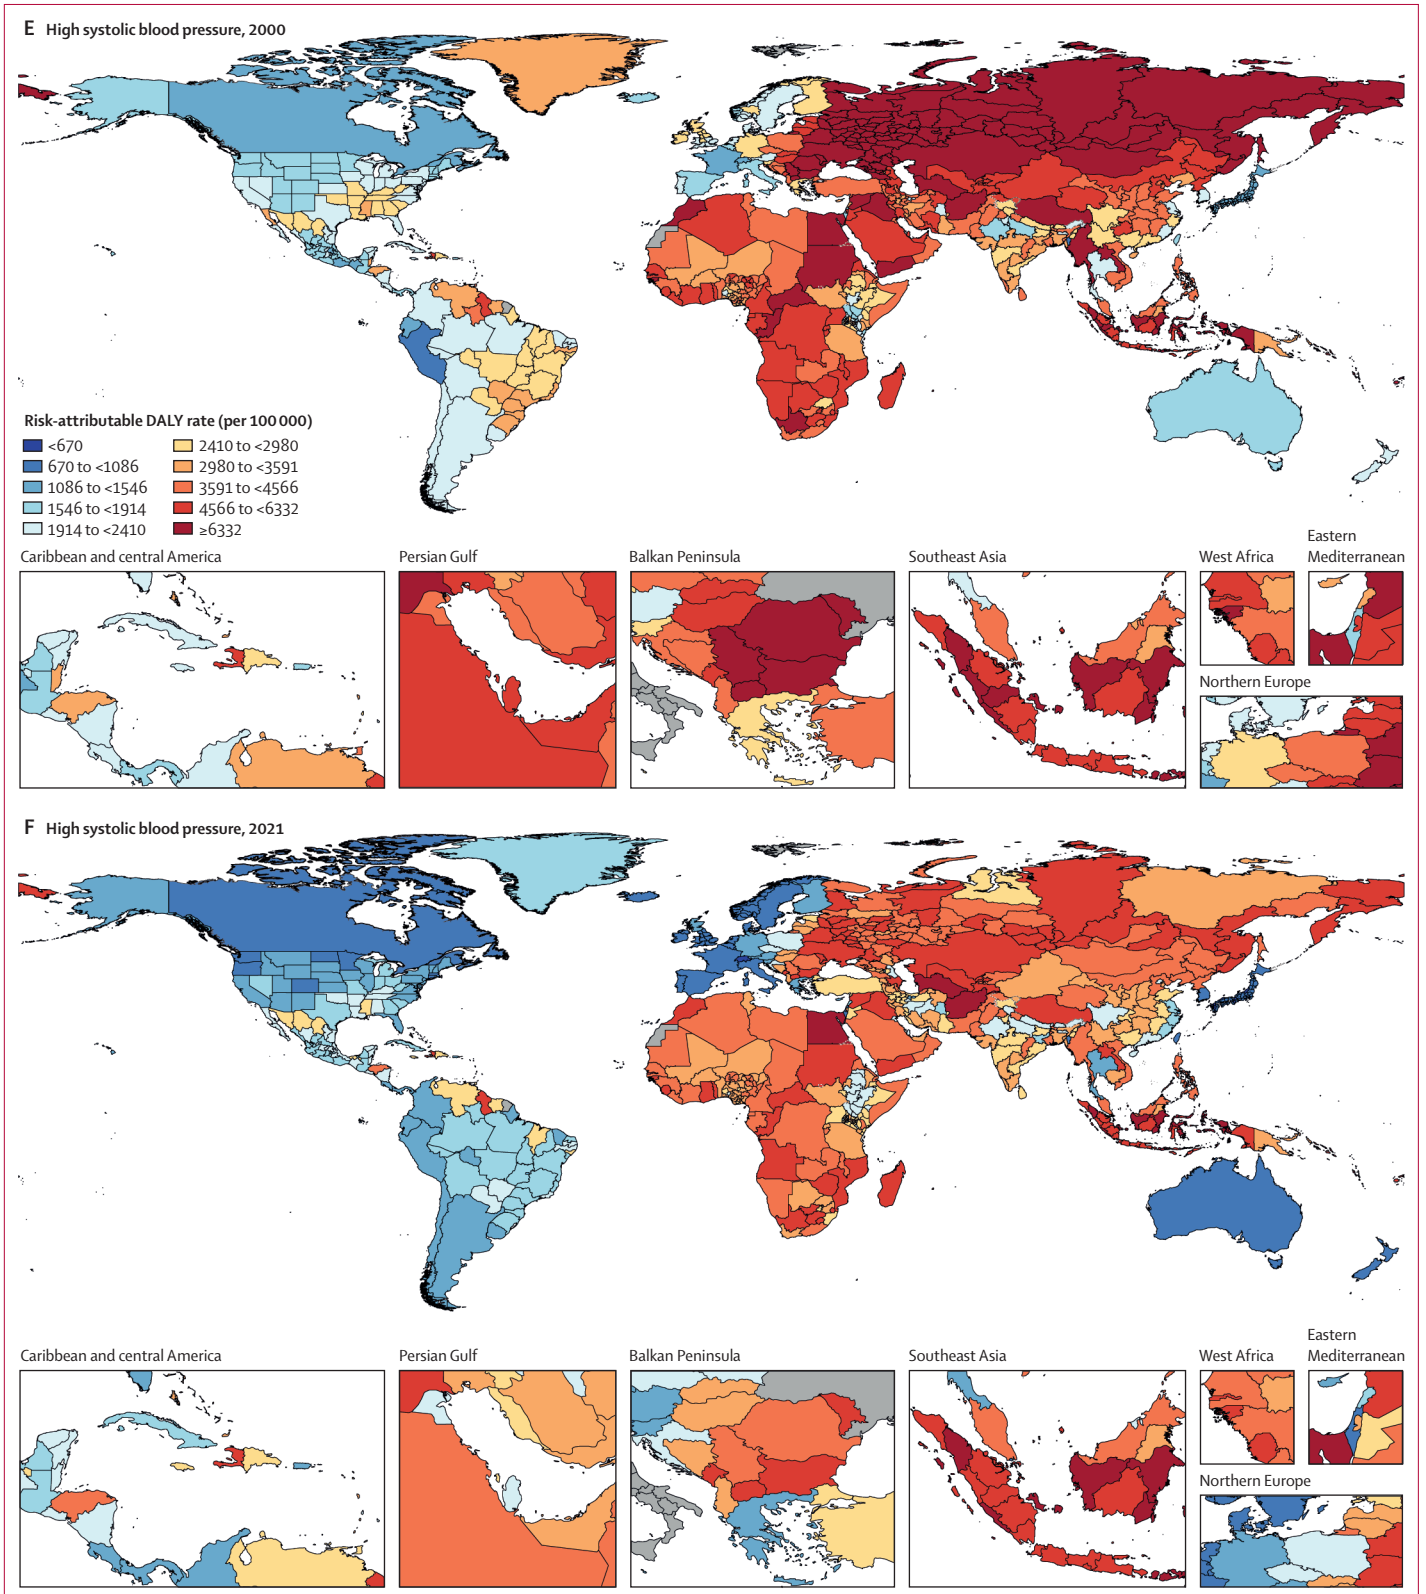 E High systolic blood pressure, 2000
Risk-attributable DALY rate (per 100 000)
<670
670 to <1086
1086 to <1546
1546 to <1914
1914 to <2410
2410 to <2980
2980 to <3591
3591 to <4566
4566 to <6332
≥6332
Caribbean and central America
Persian Gulf
Balkan Peninsula
Southeast Asia
West Africa
Eastern
Mediterranean
Northern Europe
F High systolic blood pressure, 2021
Caribbean and central America
Persian Gulf
Balkan Peninsula
Southeast Asia
West Africa
Eastern
Mediterranean
Northern Europe